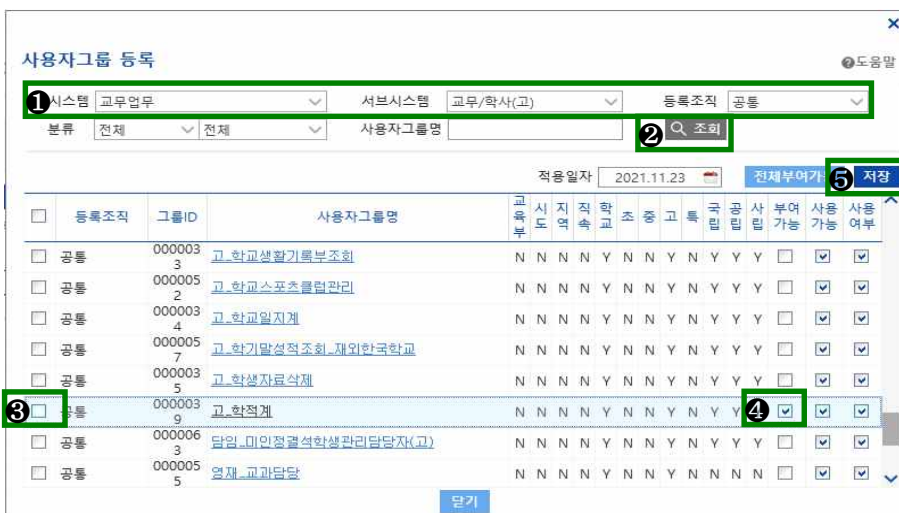 사용자그룹 등록
도움말
❶ 시스템 교무업무 서브시스템 교무/학사(고) 등록조직 공통
분류 전체 전체 사용자그룹명 ❷ 조회
적용일자 2021.11.23 전체부여가능 ❺ 저장
등록조직 그룹ID 사용자그룹명 교육부 시도 지역 직속 학교 초 중 고 특 국립 공립 사립 부여가능 사용가능 사용여부
공통 0000033 고_학교생활기록부조회 N N N N Y N N Y N Y Y Y
공통 0000052 고_학교스포츠클럽관리 N N N N Y N N Y N Y Y Y
공통 0000034 고_학교일지계 N N N N Y N N Y N Y Y Y
공통 0000057 고_학기말성적조회_재외한국학교 N N N N Y N N Y N Y Y Y
공통 0000035 고_학생자료삭제 N N N N Y N N Y N Y Y Y
❸ 공통 0000039 고_학적계 N N N N Y N N Y N Y Y ❹
공통 0000063 담임_미인정결석학생관리담당자(고) N N N N Y N N Y N Y Y Y
공통 0000055 영재_교과담당 N N N N Y N N Y N N N N
닫기